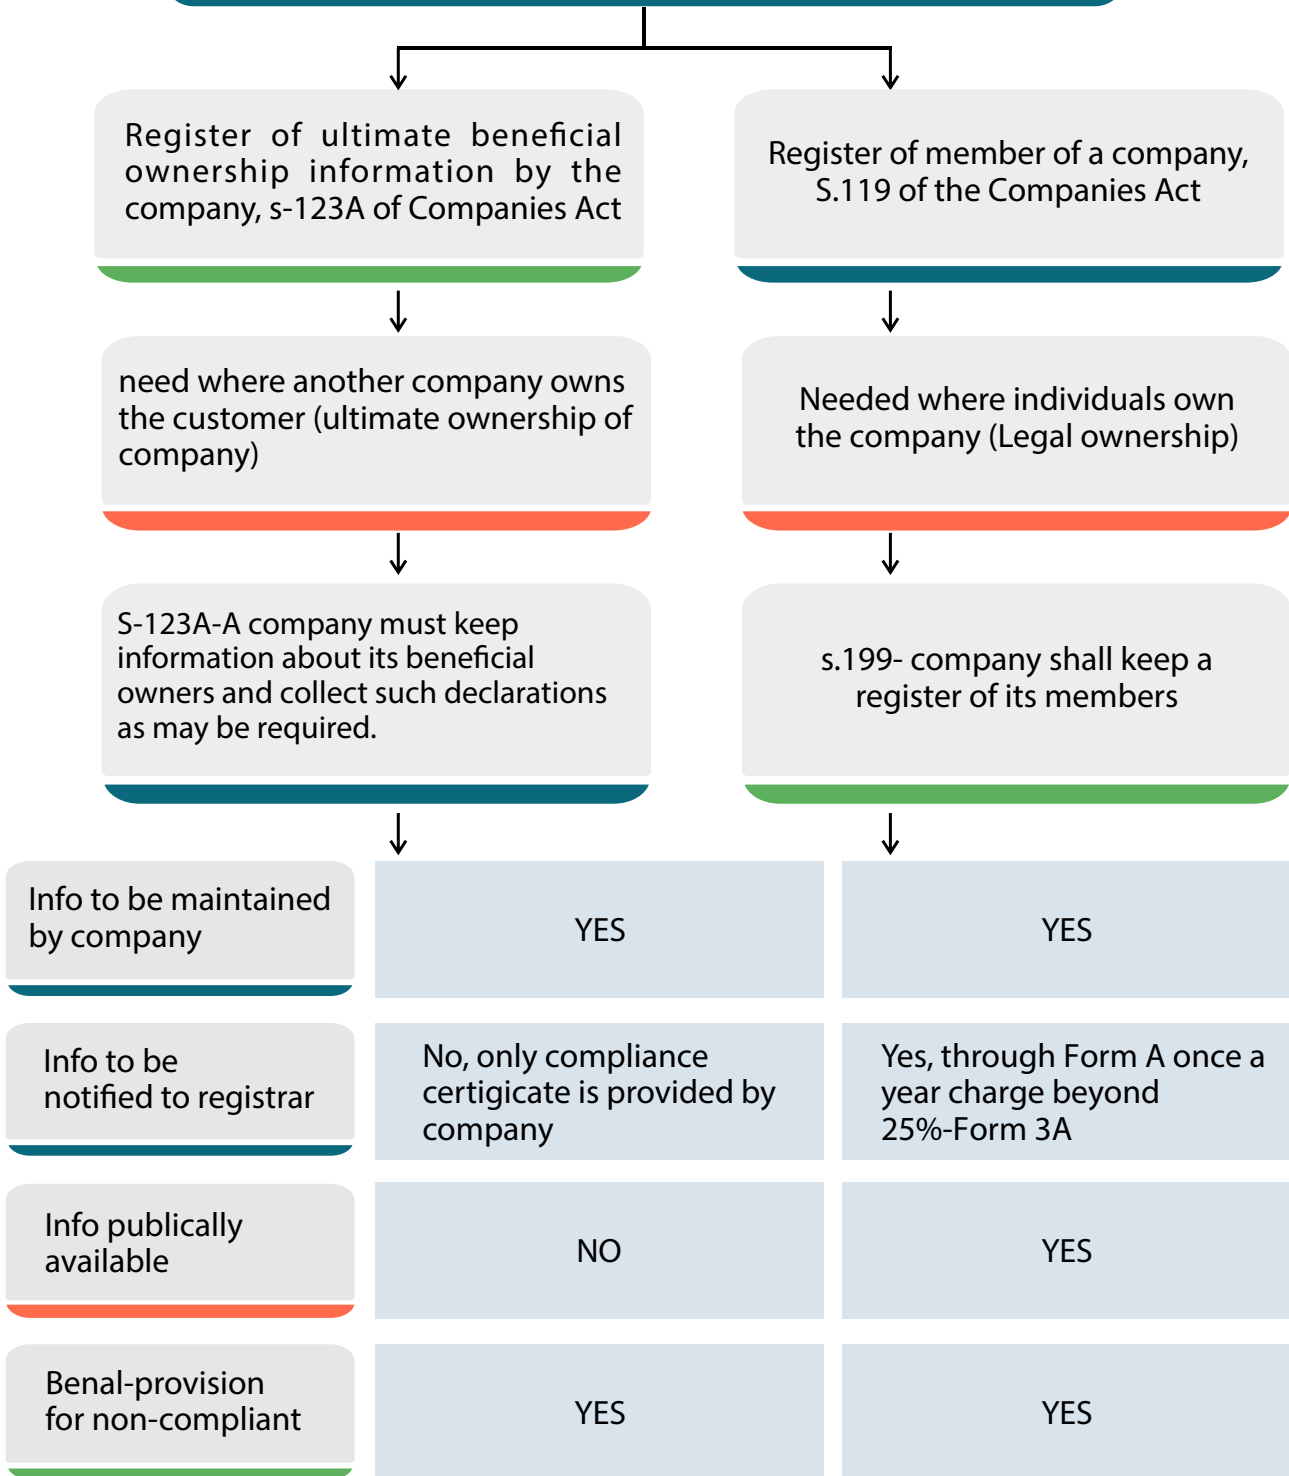 Register of ultimate beneficial
ownership information by the
company, s-123A of Companies Act
Register of member of a company,
S.119 of the Companies Act
need where another company owns
the customer (ultimate ownership of
company)
Needed where individuals own
the company (Legal ownership)
S-123A-A company must keep
information about its beneficial
owners and collect such declarations
as may be required.
s.199- company shall keep a
register of its members
Info to be maintained
by company
YES
YES
Info to be
notified to registrar
No, only compliance
certigicate is provided by
company
Yes, through Form A once a
year charge beyond
25%-Form 3A
Info publically
available
NO
YES
Benal-provision
for non-compliant
YES
YES